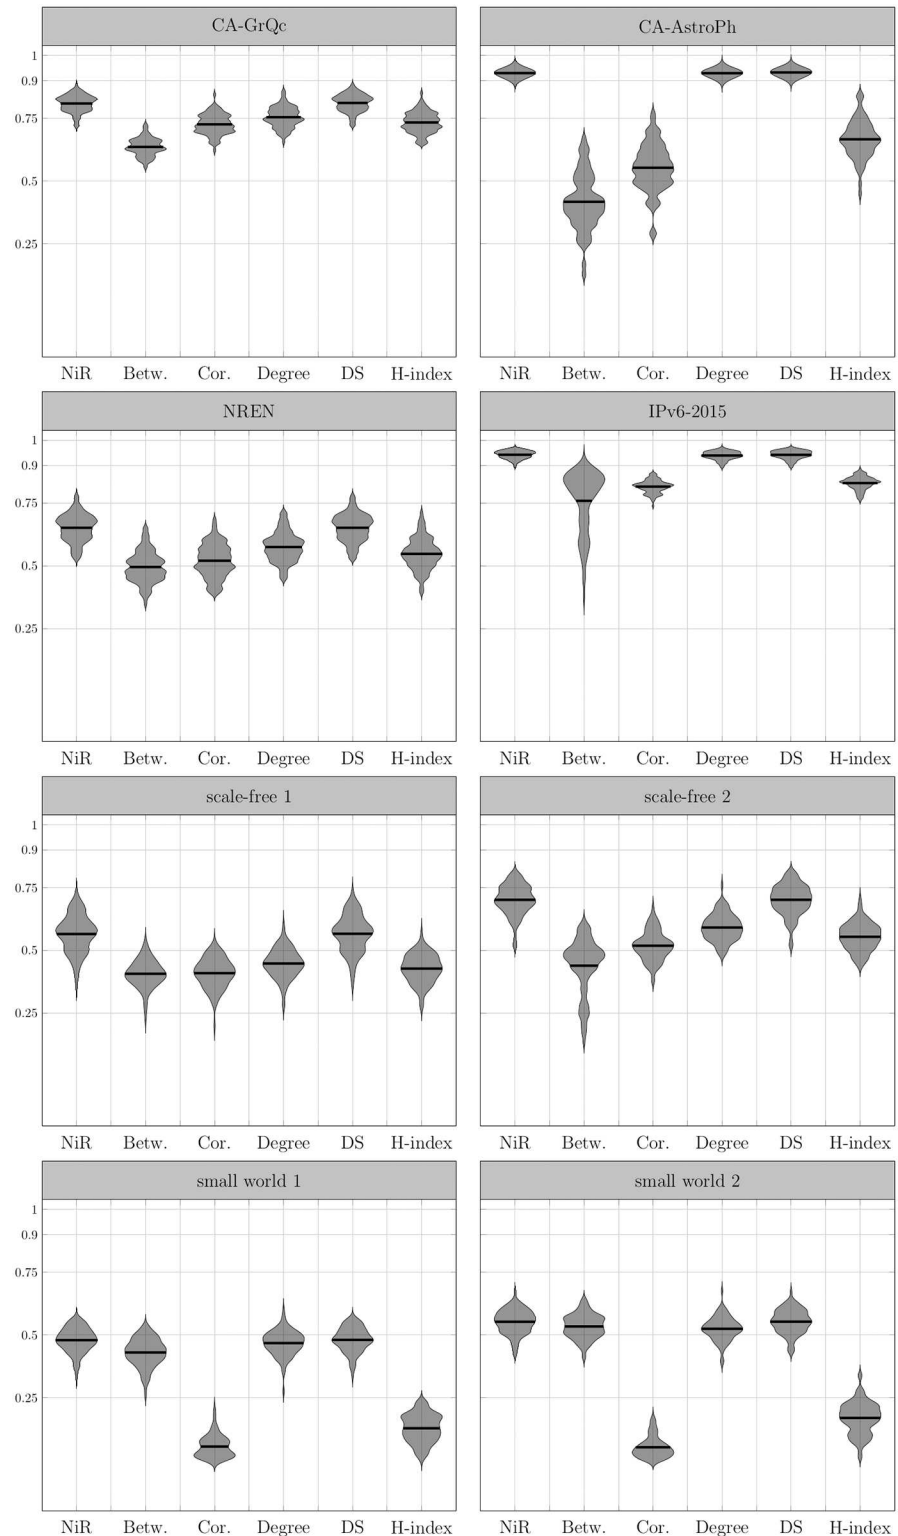 CA-GrQc
1
0.9
0.75
0.5
0.25
NiR Betw. Cor. Degree DS H-index
CA-AstroPh
NiR Betw. Cor. Degree DS H-index
NREN
1
0.9
0.75
0.5
0.25
NiR Betw. Cor. Degree DS H-index
IPv6-2015
NiR Betw. Cor. Degree DS H-index
scale-free 1
1
0.9
0.75
0.5
0.25
NiR Betw. Cor. Degree DS H-index
scale-free 2
NiR Betw. Cor. Degree DS H-index
small world 1
1
0.9
0.75
0.5
0.25
NiR Betw. Cor. Degree DS H-index
small world 2
NiR Betw. Cor. Degree DS H-index